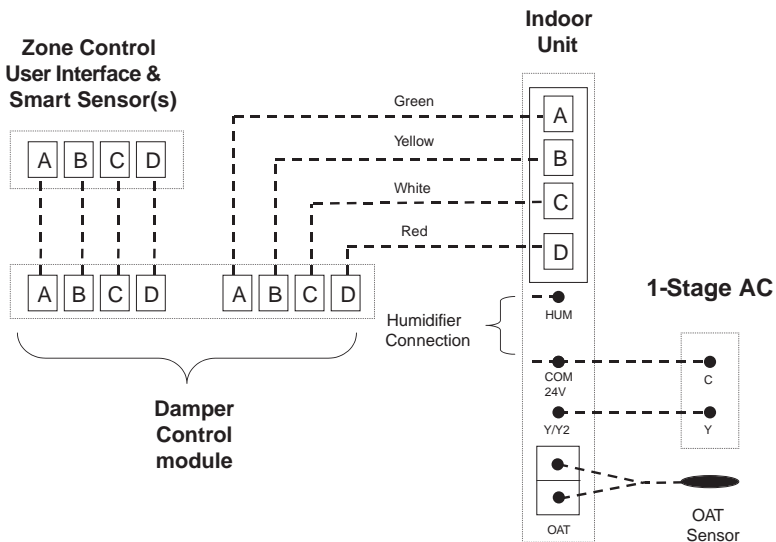 Zone Control
User Interface &
Smart Sensor(s)
A B C D
A B C D
A B C D
Damper
Control
module
Green
Yellow
White
Red
Indoor
Unit
A
B
C
D
Humidifier
Connection
HUM
COM
24V
Y/Y2
OAT
1-Stage AC
C
Y
OAT
Sensor